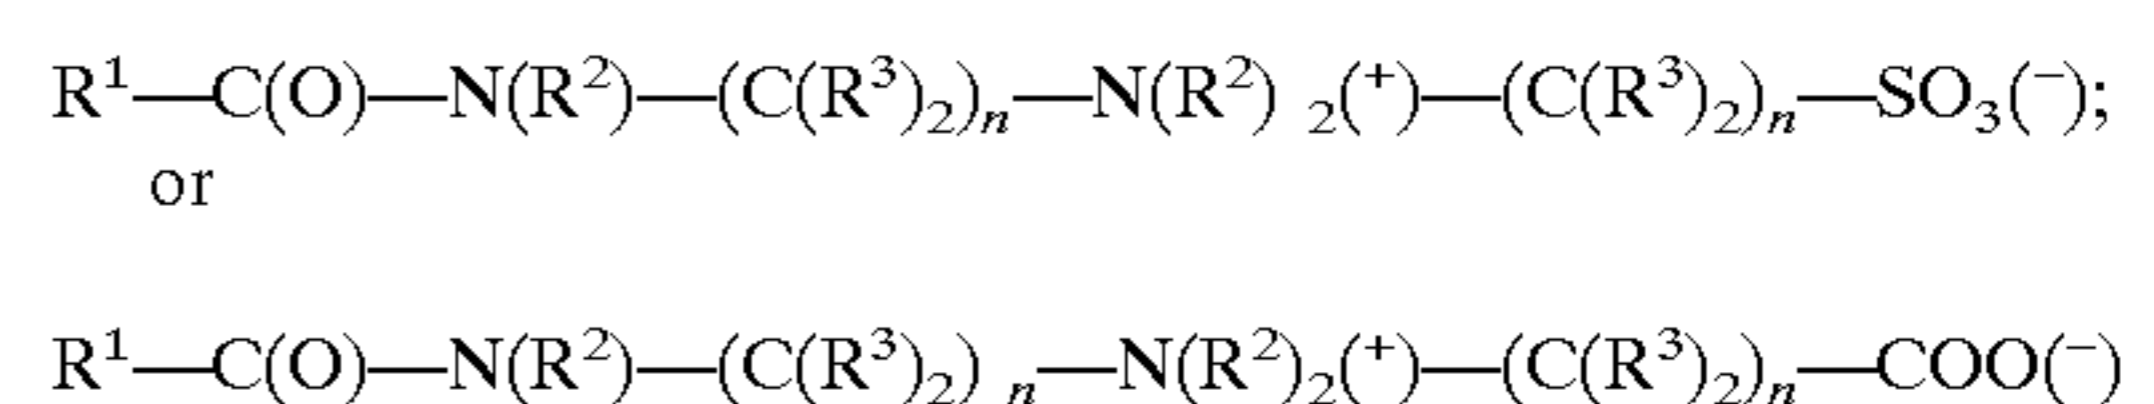 R¹—C(O)—N(R²)—(C(R³)₂)ₙ—N(R²) ₂(⁺)—(C(R³)₂)ₙ—SO₃(⁻);
or
R¹—C(O)—N(R²)—(C(R³)₂) ₙ—N(R²)₂(⁺)—(C(R³)₂)ₙ—COO(⁻)